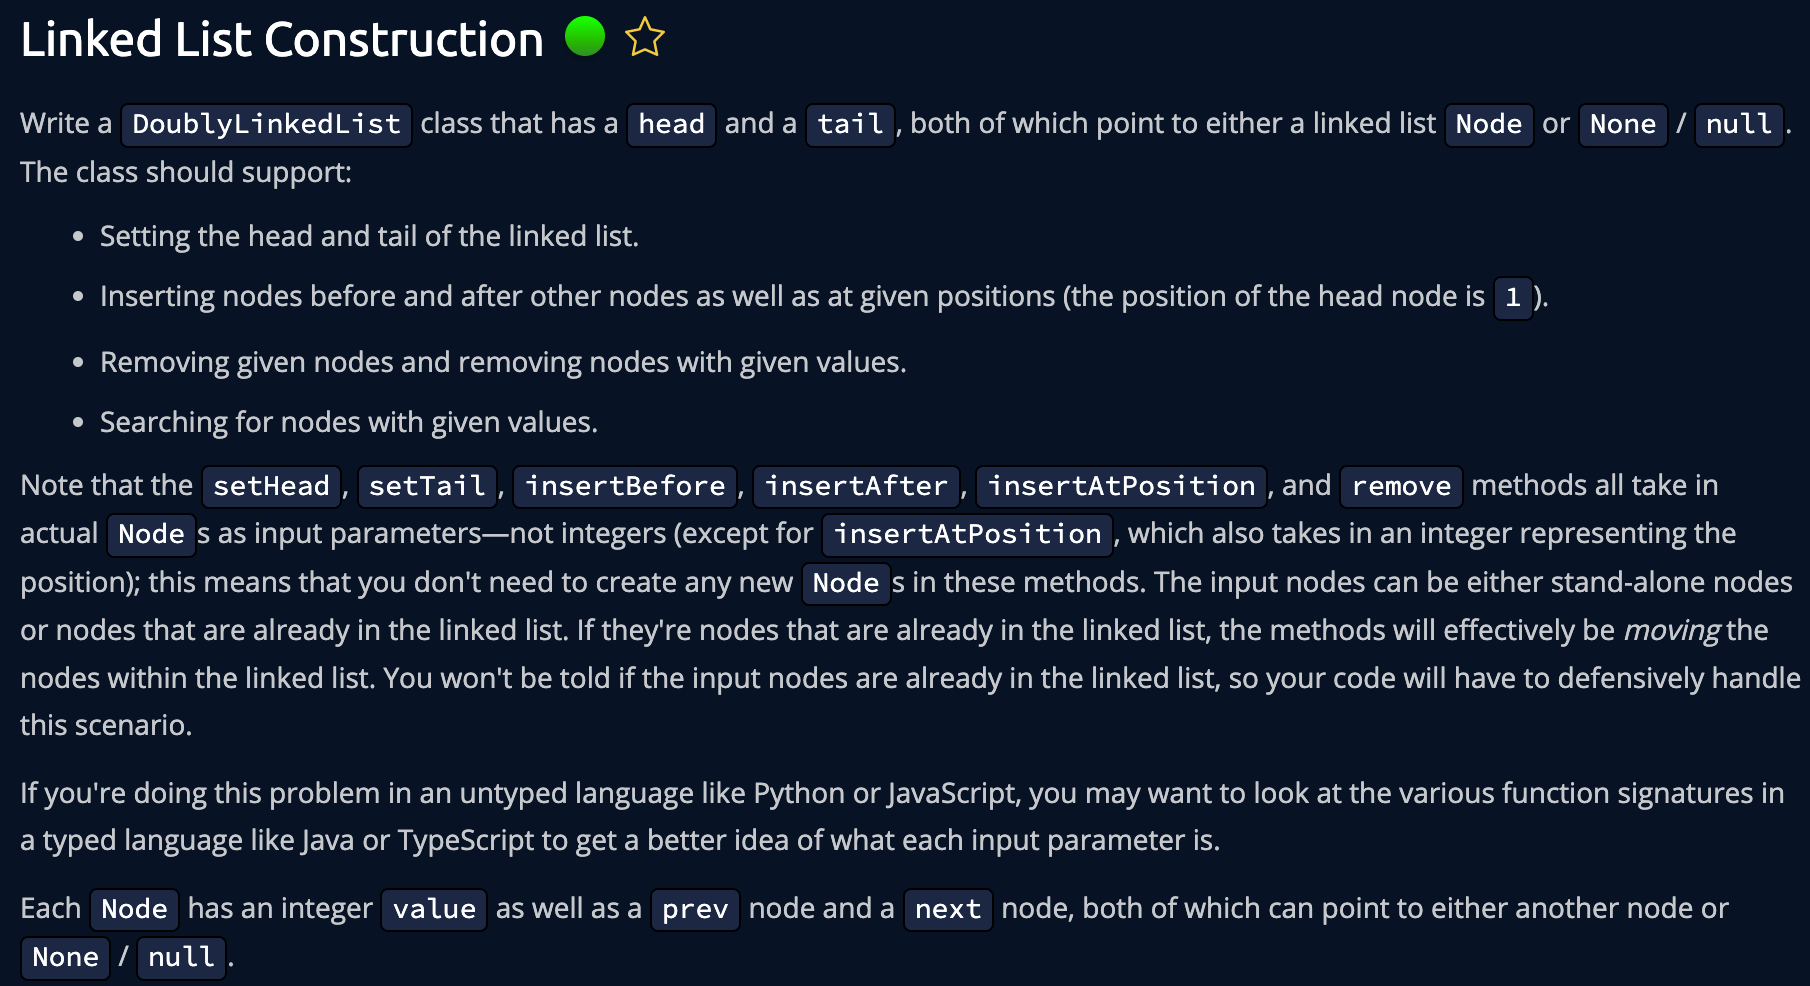 Linked List Construction
Write a DoublyLinkedList class that has a head and a tail, both of which point to either a linked list Node or None / null.
The class should support:
• Setting the head and tail of the linked list.
• Inserting nodes before and after other nodes as well as at given positions (the position of the head node is 1).
• Removing given nodes and removing nodes with given values.
• Searching for nodes with given values.
Note that the setHead, setTail, insertBefore, insertAfter, insertAtPosition, and remove methods all take in
actual Nodes as input parameters—not integers (except for insertAtPosition, which also takes in an integer representing the
position); this means that you don't need to create any new Nodes in these methods. The input nodes can be either stand-alone nodes
or nodes that are already in the linked list. If they're nodes that are already in the linked list, the methods will effectively be moving the
nodes within the linked list. You won't be told if the input nodes are already in the linked list, so your code will have to defensively handle
this scenario.
If you're doing this problem in an untyped language like Python or JavaScript, you may want to look at the various function signatures in
a typed language like Java or TypeScript to get a better idea of what each input parameter is.
Each Node has an integer value as well as a prev node and a next node, both of which can point to either another node or
None / null.